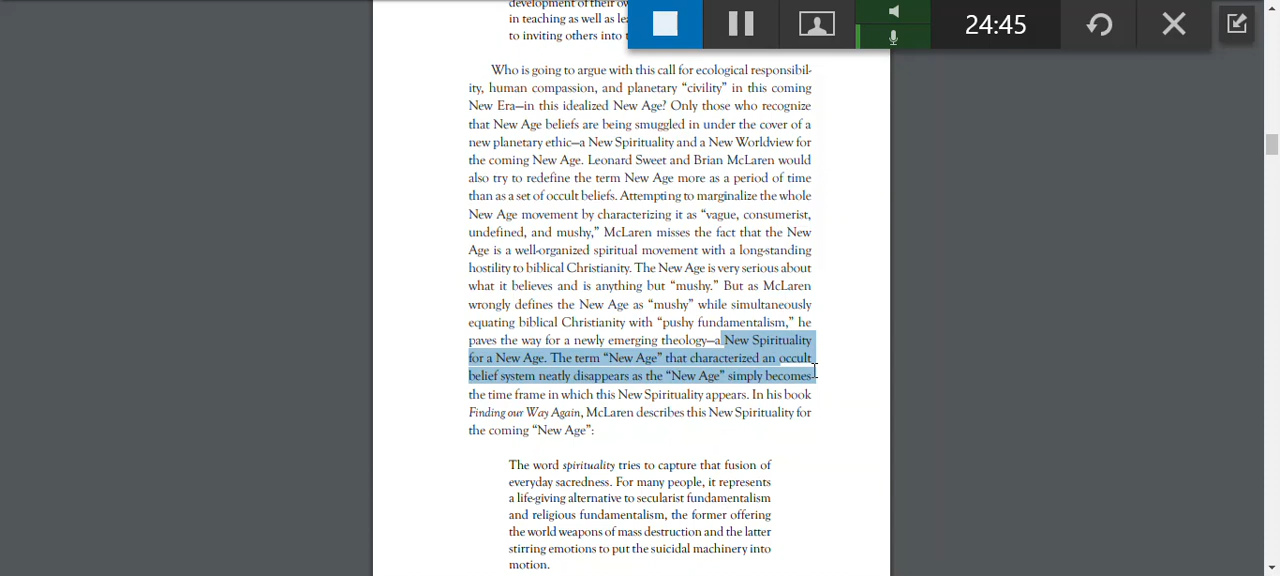 development of their
in teaching as well as
to inviting others into
24:45
Who is going to argue with this call for ecological responsibil-
ity, human compassion, and planetary “civility” in this coming
New Era—in this idealized New Age? Only those who recognize
that New Age beliefs are being smuggled in under the cover of a
new planetary ethic—a New Spirituality and a New Worldview for
the coming New Age. Leonard Sweet and Brian McLaren would
also try to redefine the term New Age more as a period of time
than as a set of occult beliefs. Attempting to marginalize the whole
New Age movement by characterizing it as “vague, consumerist,
undefined, and mushy,” McLaren misses the fact that the New
Age is a well-organized spiritual movement with a long-standing
hostility to biblical Christianity. The New Age is very serious about
what it believes and is anything but “mushy.” But as McLaren
wrongly defines the New Age as “mushy” while simultaneously
equating biblical Christianity with “pushy fundamentalism,” he
paves the way for a newly emerging theology—a New Spirituality
for a New Age. The term “New Age” that characterized an occult
belief system neatly disappears as the “New Age” simply becomes
the time frame in which this New Spirituality appears. In his book
Finding our Way Again, McLaren describes this New Spirituality for
the coming “New Age”:
The word spirituality tries to capture that fusion of
everyday sacredness. For many people, it represents
a life-giving alternative to secularist fundamentalism
and religious fundamentalism, the former offering
the world weapons of mass destruction and the latter
stirring emotions to put the suicidal machinery into
motion.